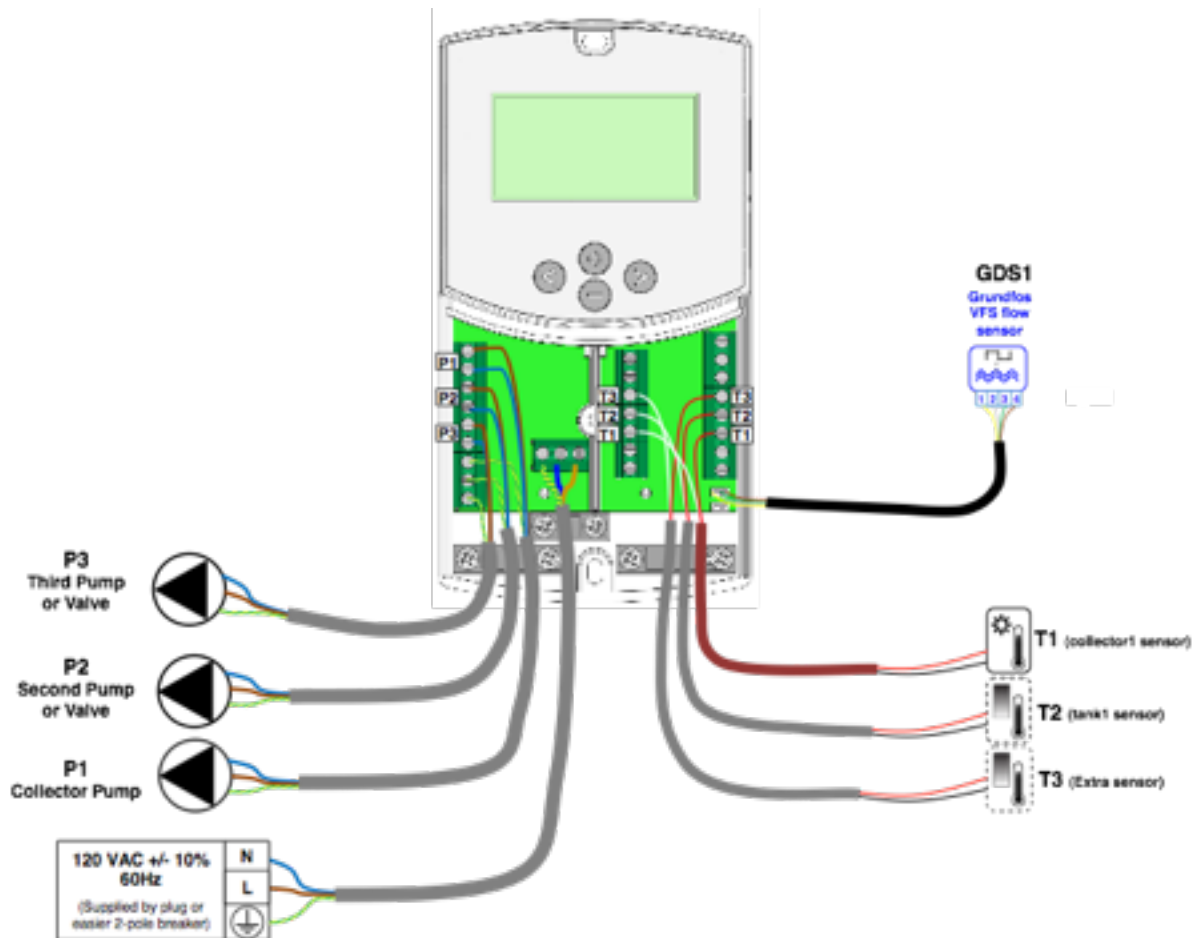 GDS1
Grundfos
VFS flow
sensor
1 2 3 4
P1
P2
P3
T3
T2
T1
T3
T2
T1
P3
Third Pump
or Valve
P2
Second Pump
or Valve
P1
Collector Pump
120 VAC +/- 10%
60Hz
(Supplied by plug or
easier 2-pole breaker)
N
L
T1 (collector1 sensor)
T2 (tank1 sensor)
T3 (Extra sensor)